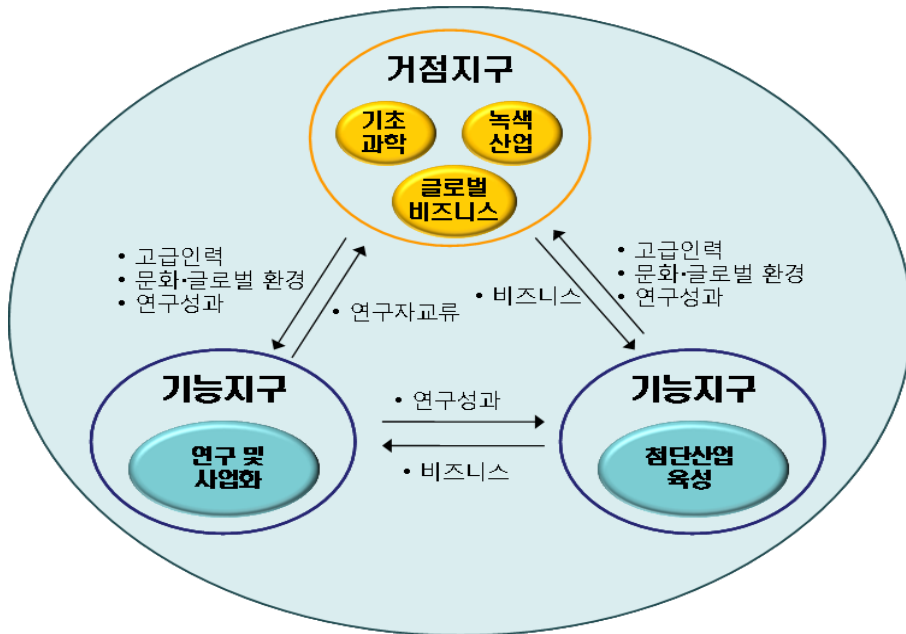 거점지구
기초
과학
녹색
산업
글로벌
비즈니스
• 고급인력
• 문화·글로벌 환경
• 연구성과
• 연구자교류
• 비즈니스
• 고급인력
• 문화·글로벌 환경
• 연구성과
기능지구
연구 및
사업화
• 연구성과
• 비즈니스
기능지구
첨단산업
육성